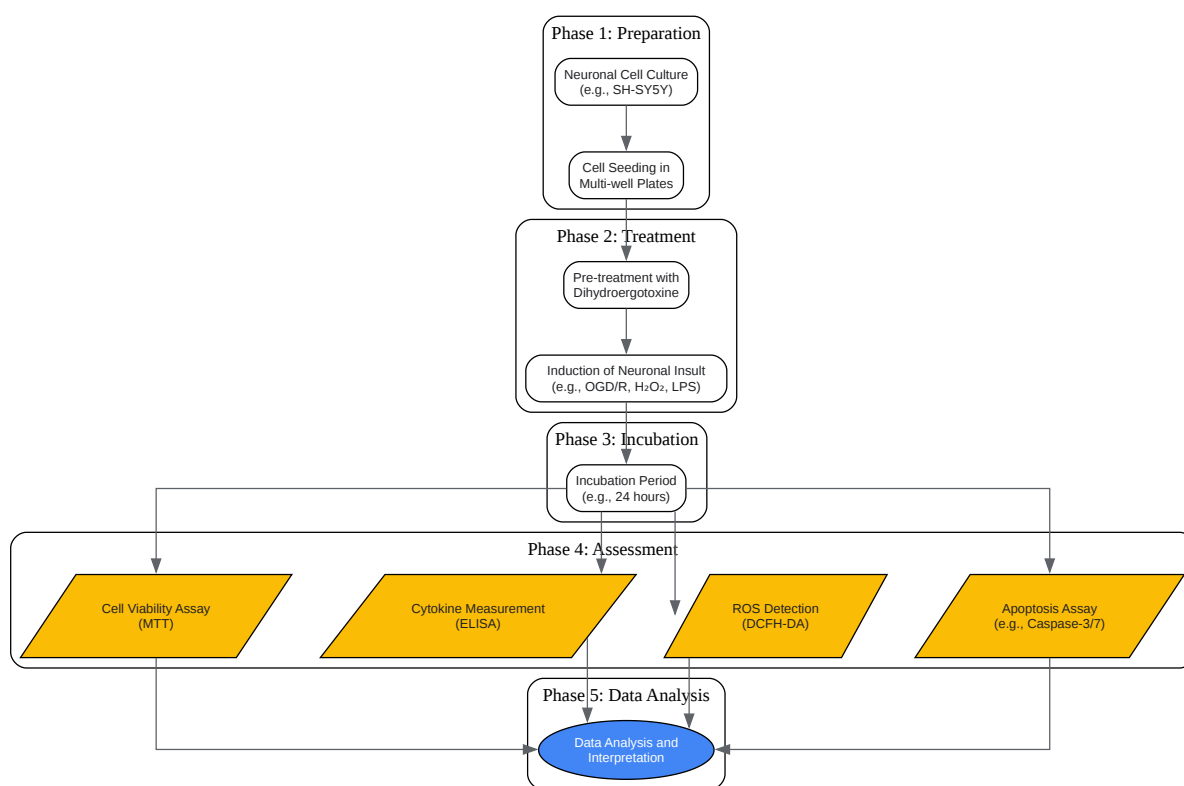 Phase 1: Preparation
Neuronal Cell Culture
(e.g., SH-SY5Y)
Cell Seeding in
Multi-well Plates
Phase 2: Treatment
Pre-treatment with
Dihydroergotoxine
Induction of Neuronal Insult
(e.g., OGD/R, H₂O₂, LPS)
Phase 3: Incubation
Incubation Period
(e.g., 24 hours)
Phase 4: Assessment
Cell Viability Assay
(MTT)
Cytokine Measurement
(ELISA)
ROS Detection
(DCFH-DA)
Apoptosis Assay
(e.g., Caspase-3/7)
Phase 5: Data Analysis
Data Analysis and
Interpretation